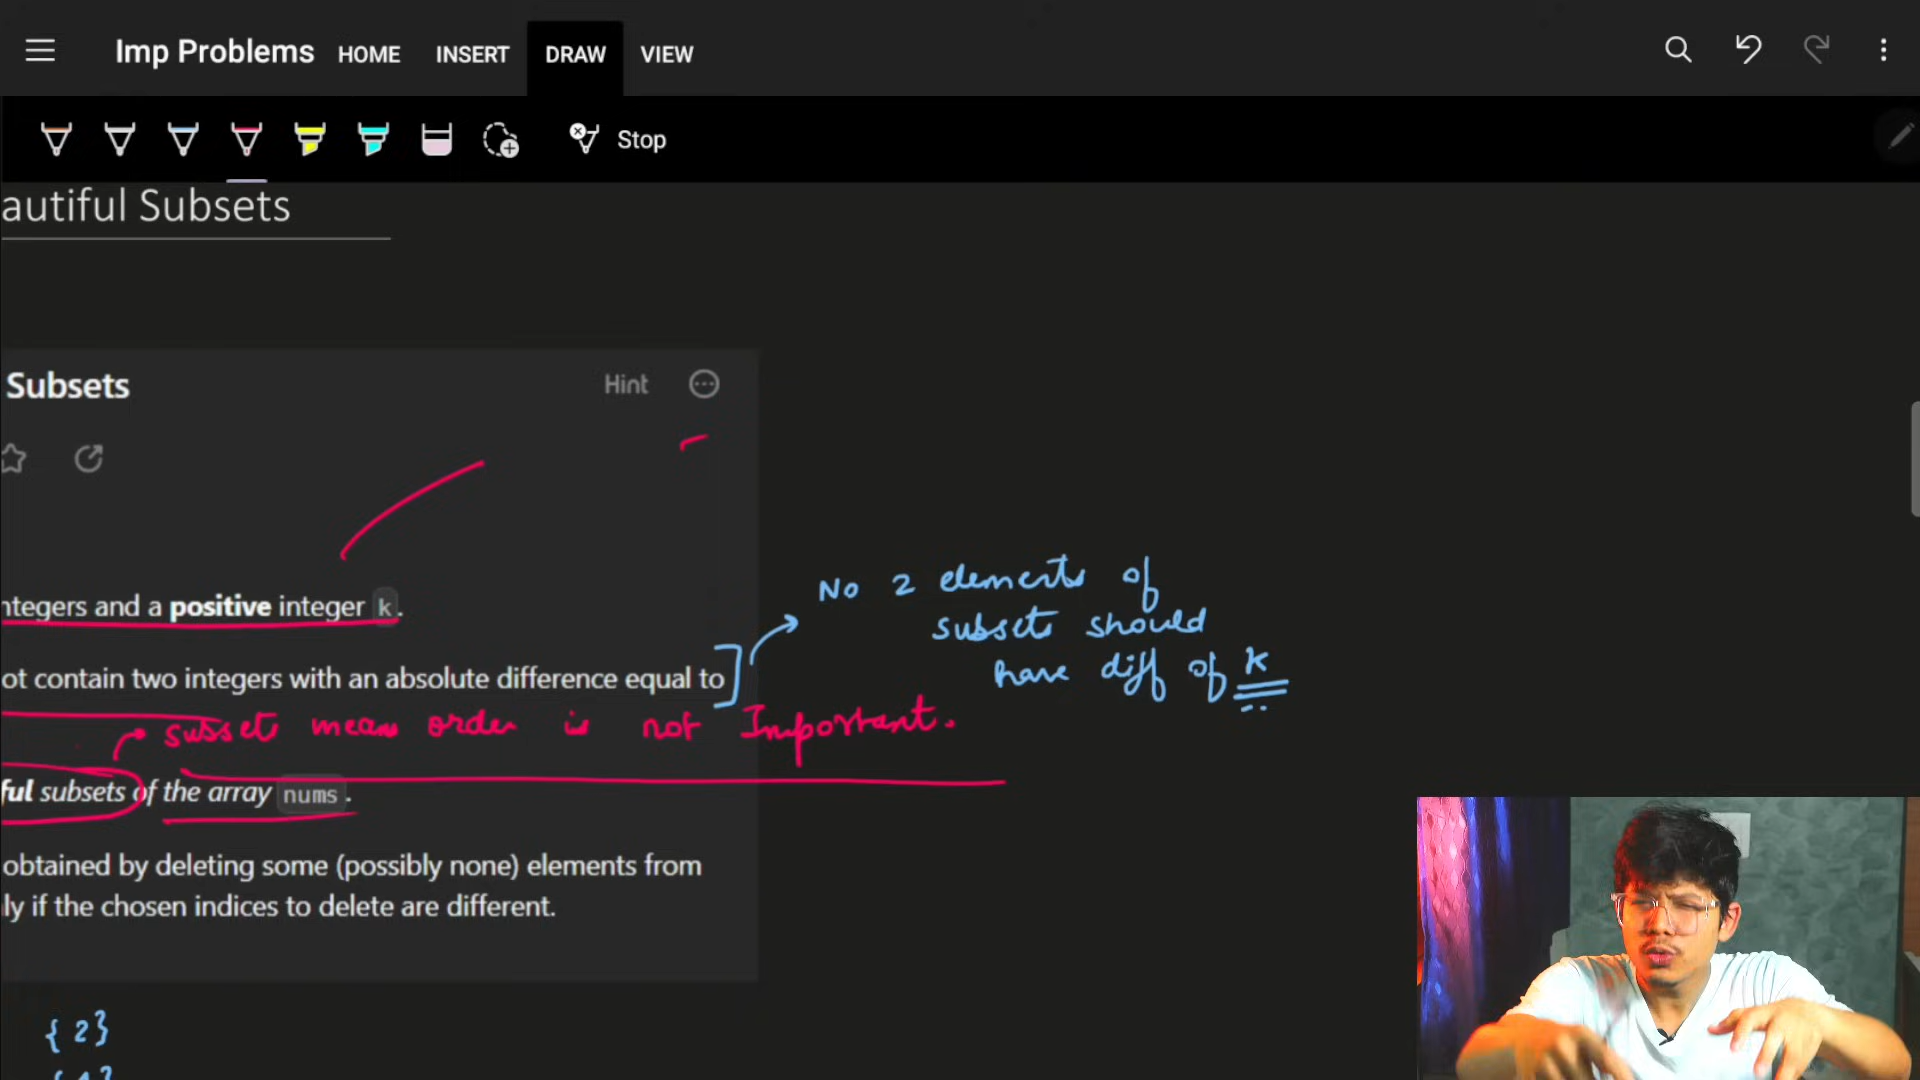 Imp Problems HOME INSERT DRAW VIEW
Stop
autiful Subsets
Subsets Hint
ntegers and a positive integer k.
ot contain two integers with an absolute difference equal to
No 2 elements of
subsets should
have diff of k
subset means order is not Important.
ful subsets of the array nums.
obtained by deleting some (possibly none) elements from
ly if the chosen indices to delete are different.
{ 2 }